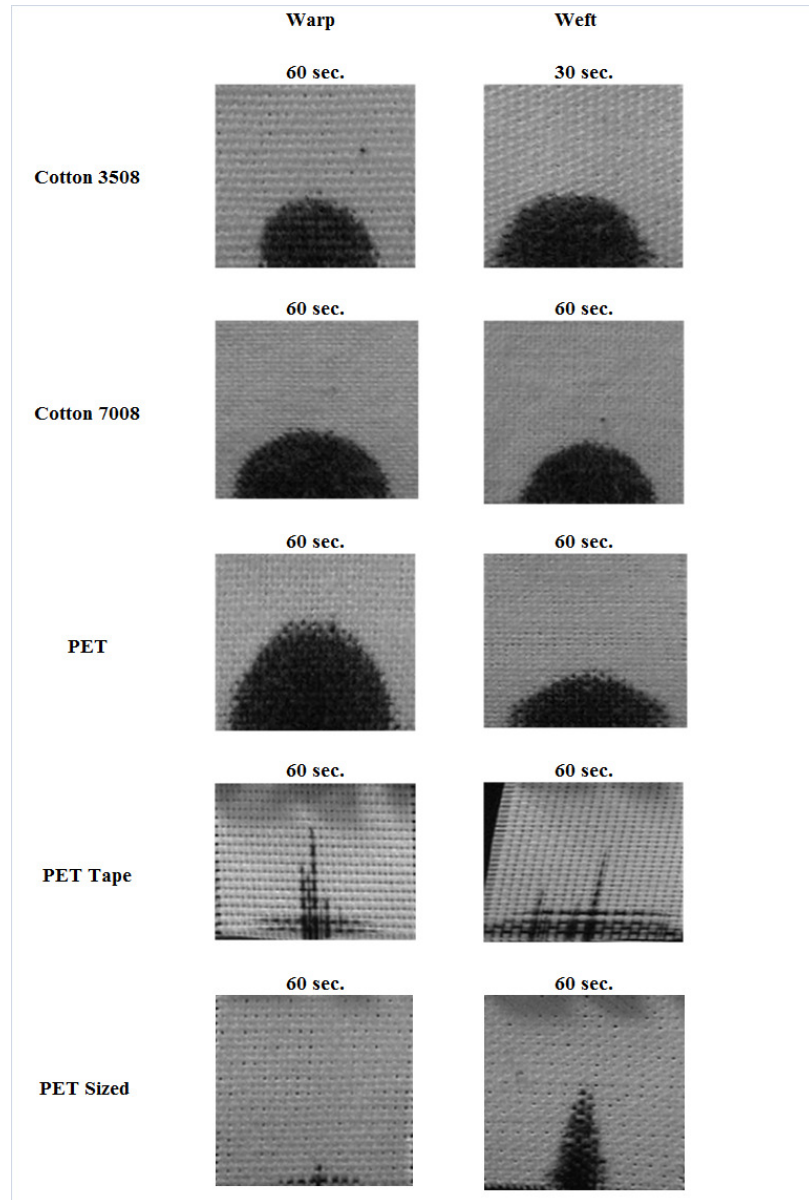 Warp Weft
60 sec. 30 sec.
Cotton 3508
60 sec. 60 sec.
Cotton 7008
60 sec. 60 sec.
PET
60 sec. 60 sec.
PET Tape
60 sec. 60 sec.
PET Sized